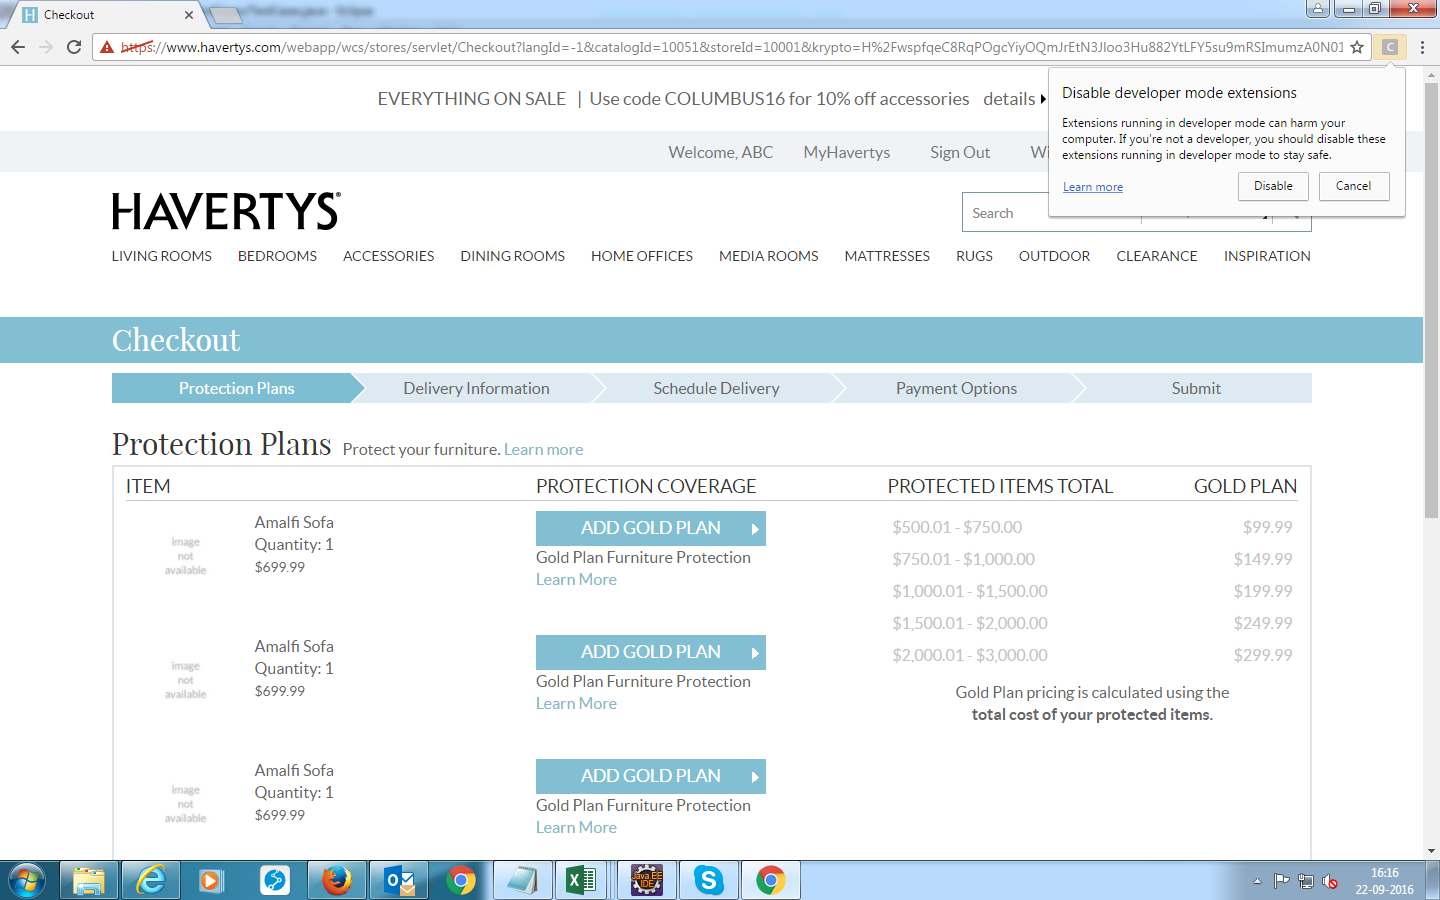 Checkout
https://www.havertys.com/webapp/wcs/stores/servlet/Checkout?langId=-1&catalogId=10051&storeId=10001&krypto=H%2FwspfqeC8RqPOgcYiyOQmJrEtN3Jloo3Hu882YtLFY5su9mRSImumzA0N01
C
EVERYTHING ON SALE | Use code COLUMBUS16 for 10% off accessories details
Disable developer mode extensions
Extensions running in developer mode can harm your
computer. If you're not a developer, you should disable these
extensions running in developer mode to stay safe.
Learn more
Disable
Cancel
Welcome, ABC MyHavertys Sign Out
HAVERTYS
Search
LIVING ROOMS BEDROOMS ACCESSORIES DINING ROOMS HOME OFFICES MEDIA ROOMS MATTRESSES RUGS OUTDOOR CLEARANCE INSPIRATION
Checkout
Protection Plans Delivery Information Schedule Delivery Payment Options Submit
Protection Plans Protect your furniture. Learn more
ITEM PROTECTION COVERAGE PROTECTED ITEMS TOTAL GOLD PLAN
image
not
available
Amalfi Sofa
Quantity: 1
$699.99
ADD GOLD PLAN
Gold Plan Furniture Protection
Learn More
image
not
available
Amalfi Sofa
Quantity: 1
$699.99
ADD GOLD PLAN
Gold Plan Furniture Protection
Learn More
image
not
available
Amalfi Sofa
Quantity: 1
$699.99
ADD GOLD PLAN
Gold Plan Furniture Protection
Learn More
$500.01 - $750.00 $99.99
$750.01 - $1,000.00 $149.99
$1,000.01 - $1,500.00 $199.99
$1,500.01 - $2,000.00 $249.99
$2,000.01 - $3,000.00 $299.99
Gold Plan pricing is calculated using the
total cost of your protected items.
Java EE
IDE
16:16
22-09-2016